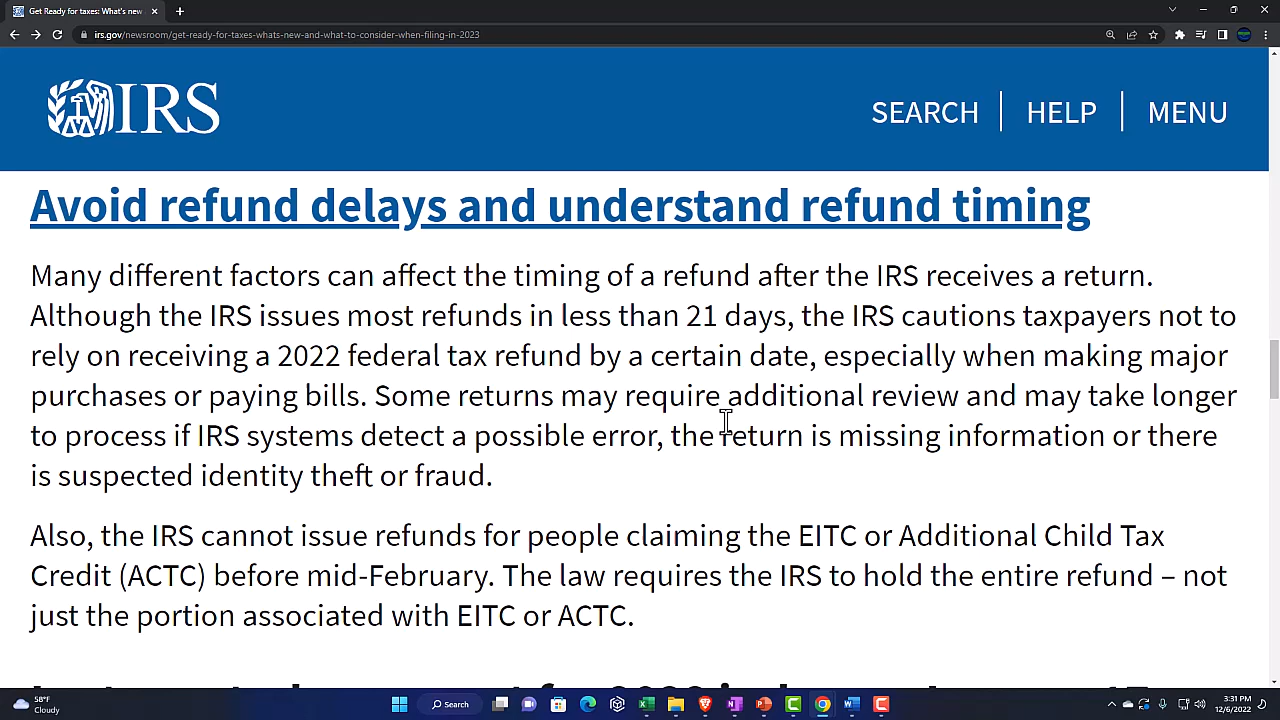 Get Ready for taxes: What's new
irs.gov/newsroom/get-ready-for-taxes-whats-new-and-what-to-consider-when-filing-in-2023
IRS
SEARCH HELP MENU
Avoid refund delays and understand refund timing
Many different factors can affect the timing of a refund after the IRS receives a return.
Although the IRS issues most refunds in less than 21 days, the IRS cautions taxpayers not to
rely on receiving a 2022 federal tax refund by a certain date, especially when making major
purchases or paying bills. Some returns may require additional review and may take longer
to process if IRS systems detect a possible error, the return is missing information or there
is suspected identity theft or fraud.
Also, the IRS cannot issue refunds for people claiming the EITC or Additional Child Tax
Credit (ACTC) before mid-February. The law requires the IRS to hold the entire refund – not
just the portion associated with EITC or ACTC.
58°F
Cloudy
Search
3:31 PM
12/6/2022